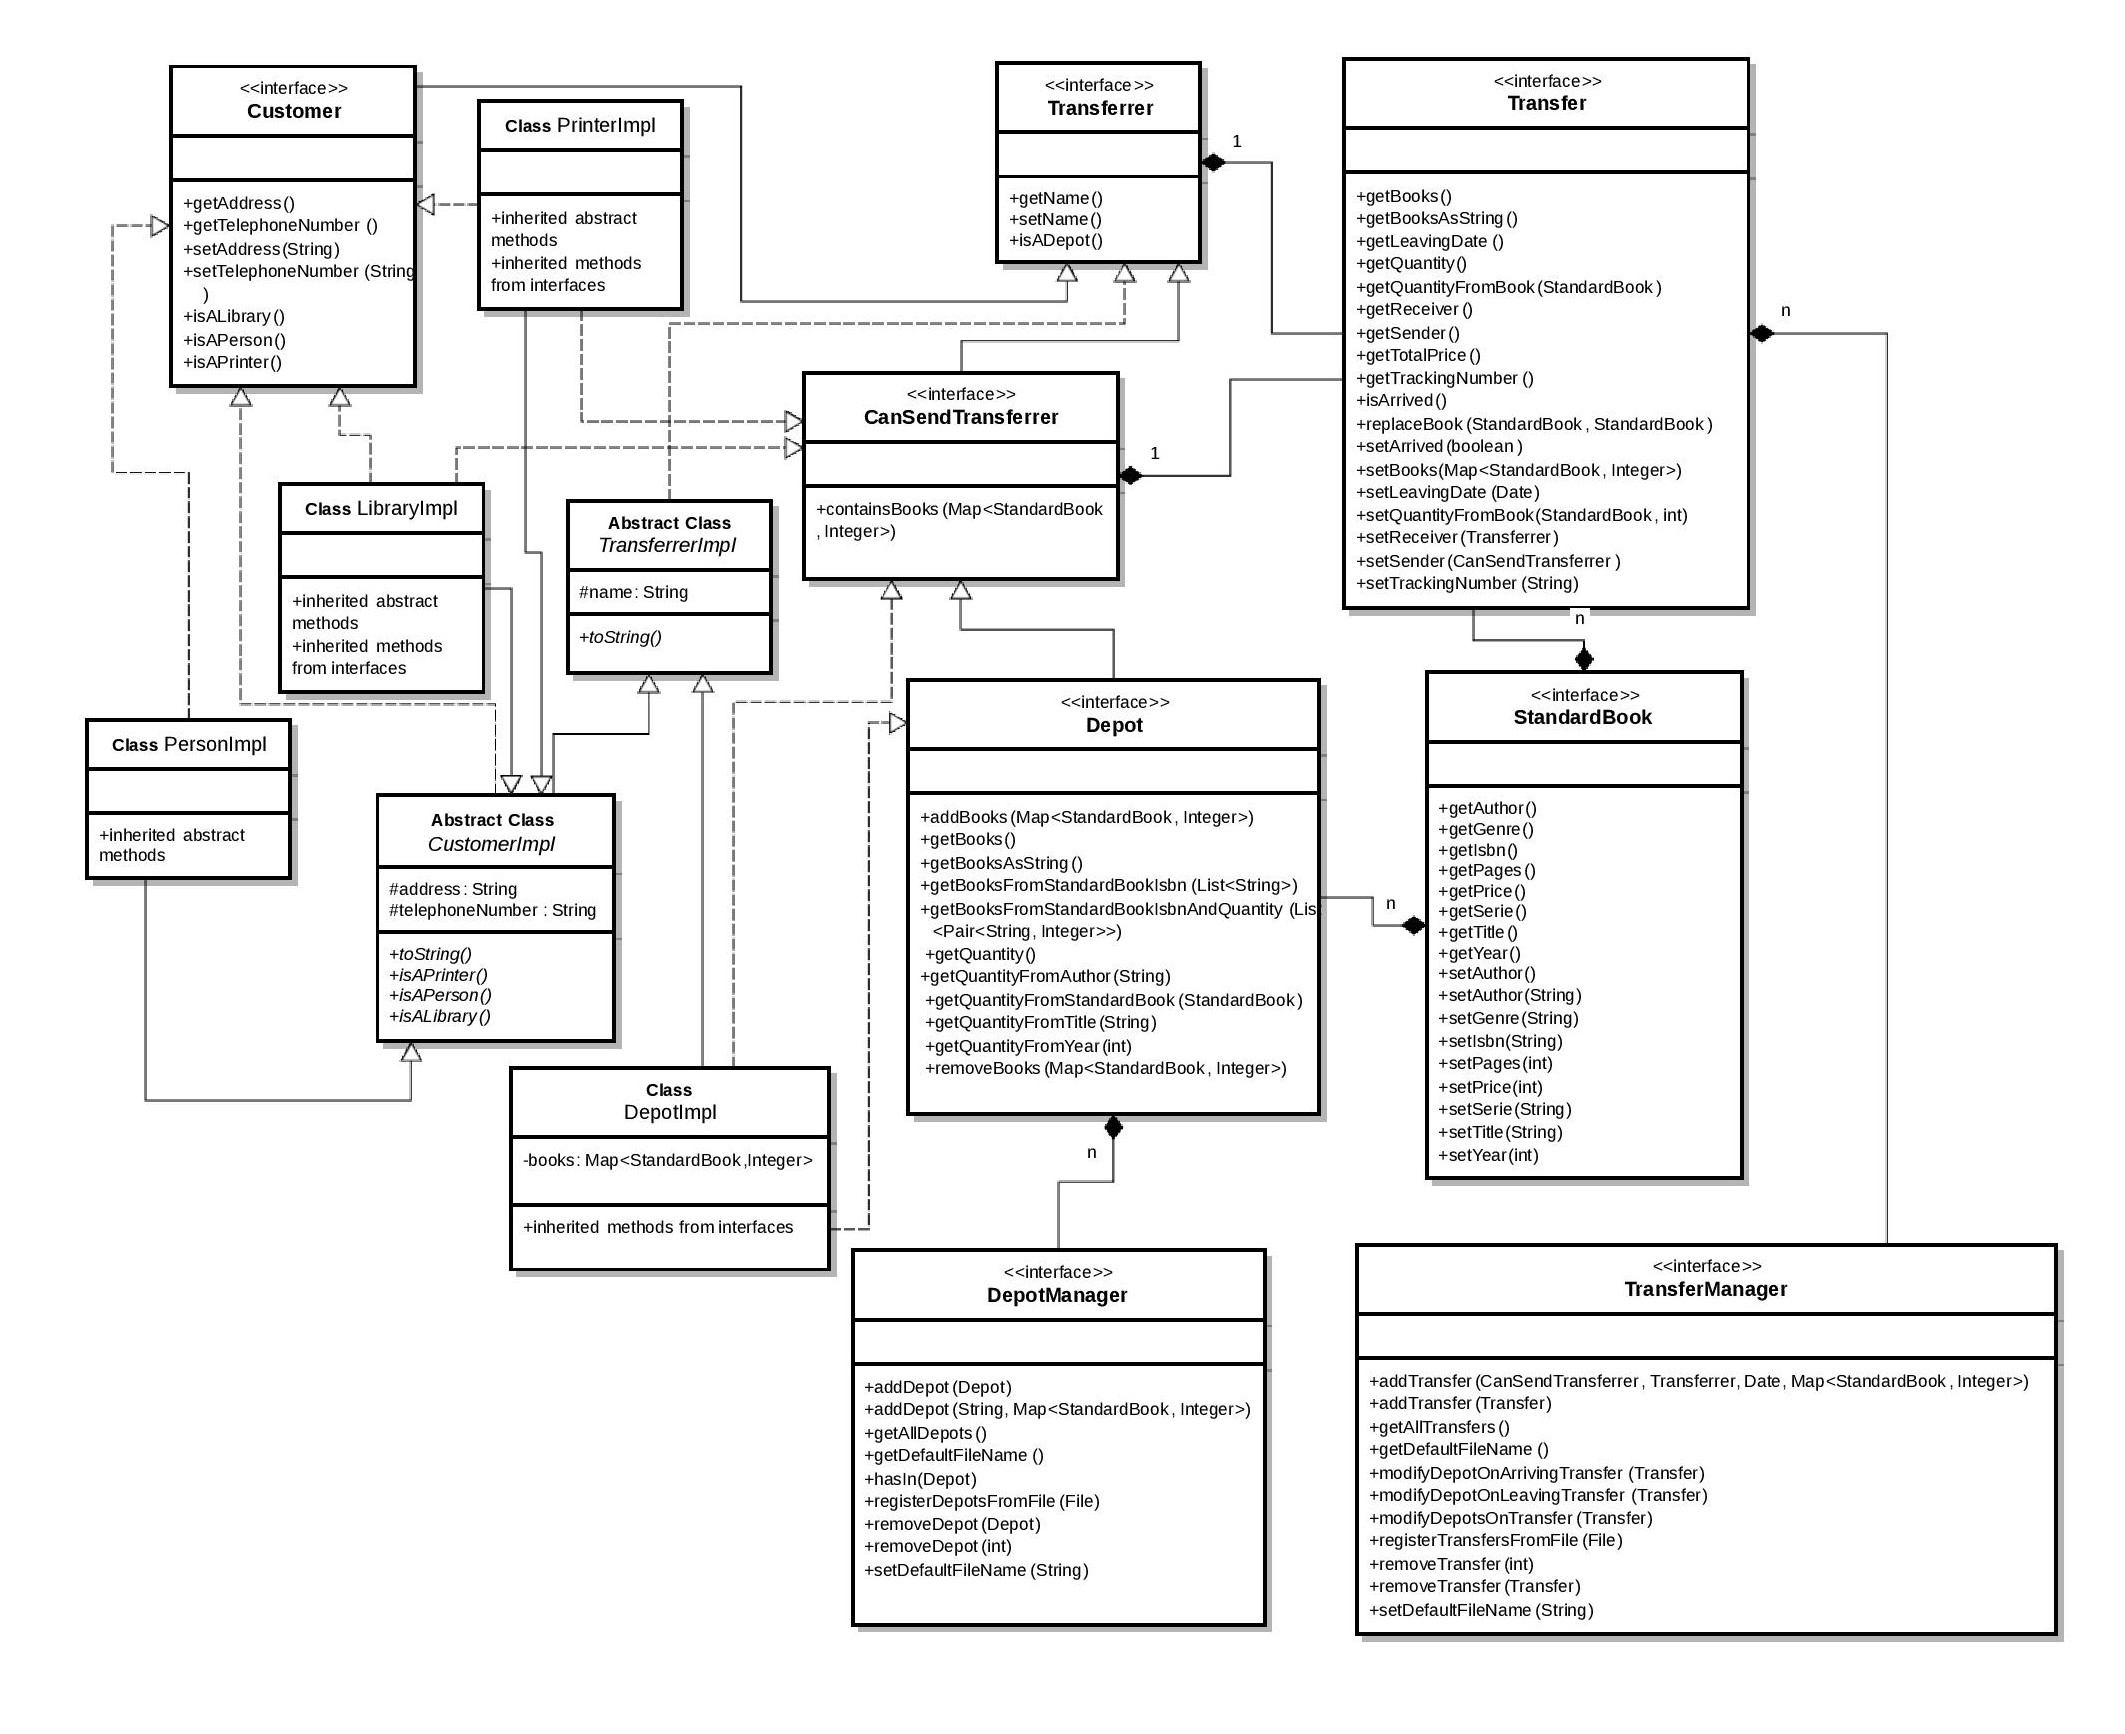 <<interface>>
Customer
+getAddress()
+getTelephoneNumber ()
+setAddress(String)
+setTelephoneNumber (String
)
+isALibrary()
+isAPerson()
+isAPrinter()
Class PrinterImpl
+inherited abstract
methods
+inherited methods
from interfaces
<<interface>>
Transferrer
+getName()
+setName()
+isADepot()
1
<<interface>>
Transfer
+getBooks()
+getBooksAsString()
+getLeavingDate ()
+getQuantity()
+getQuantityFromBook(StandardBook)
+getReceiver()
+getSender()
+getTotalPrice()
+getTrackingNumber ()
+isArrived()
+replaceBook(StandardBook, StandardBook)
+setArrived(boolean)
+setBooks(Map<StandardBook, Integer>)
+setLeavingDate (Date)
+setQuantityFromBook(StandardBook, int)
+setReceiver(Transferrer)
+setSender(CanSendTransferrer )
+setTrackingNumber (String)
n
n
<<interface>>
CanSendTransferrer
+containsBooks(Map<StandardBook
, Integer>)
1
Class LibraryImpl
+inherited abstract
methods
+inherited methods
from interfaces
Abstract Class
TransferrerImpl
#name: String
+toString()
Class PersonImpl
+inherited abstract
methods
Abstract Class
CustomerImpl
#address: String
#telephoneNumber : String
+toString()
+isAPrinter()
+isAPerson()
+isALibrary()
<<interface>>
Depot
+addBooks(Map<StandardBook, Integer>)
+getBooks()
+getBooksAsString()
+getBooksFromStandardBookIsbn (List<String>)
+getBooksFromStandardBookIsbnAndQuantity (Lis
<Pair<String, Integer>>)
+getQuantity()
+getQuantityFromAuthor(String)
+getQuantityFromStandardBook(StandardBook)
+getQuantityFromTitle(String)
+getQuantityFromYear(int)
+removeBooks(Map<StandardBook, Integer>)
n
n
<<interface>>
StandardBook
+getAuthor()
+getGenre()
+getIsbn()
+getPages()
+getPrice()
+getSerie()
+getTitle()
+getYear()
+setAuthor()
+setAuthor(String)
+setGenre(String)
+setIsbn(String)
+setPages(int)
+setPrice(int)
+setSerie(String)
+setTitle(String)
+setYear(int)
Class
DepotImpl
-books: Map<StandardBook,Integer>
+inherited methods from interfaces
<<interface>>
DepotManager
+addDepot(Depot)
+addDepot(String, Map<StandardBook, Integer>)
+getAllDepots()
+getDefaultFileName ()
+hasIn(Depot)
+registerDepotsFromFile(File)
+removeDepot(Depot)
+removeDepot(int)
+setDefaultFileName(String)
<<interface>>
TransferManager
+addTransfer(CanSendTransferrer, Transferrer, Date, Map<StandardBook, Integer>)
+addTransfer(Transfer)
+getAllTransfers()
+getDefaultFileName ()
+modifyDepotOnArrivingTransfer (Transfer)
+modifyDepotOnLeavingTransfer (Transfer)
+modifyDepotsOnTransfer(Transfer)
+registerTransfersFromFile(File)
+removeTransfer(int)
+removeTransfer(Transfer)
+setDefaultFileName(String)